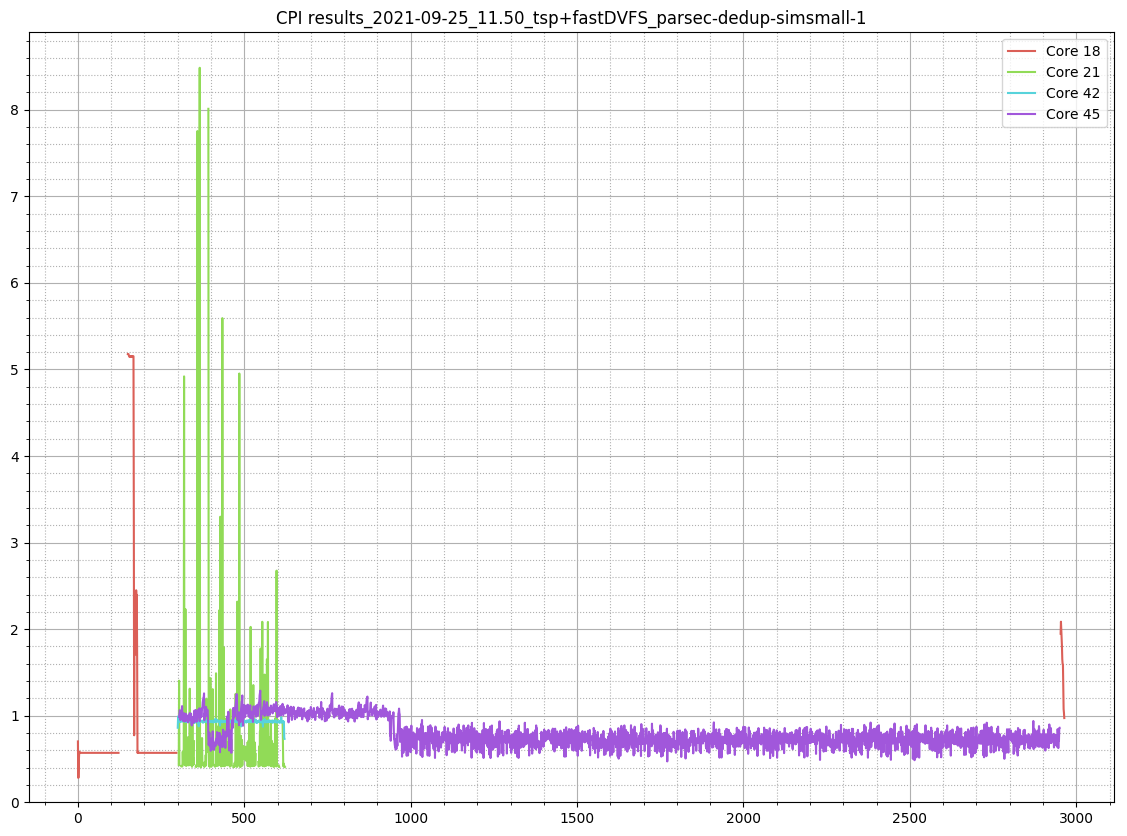 CPI results_2021-09-25_11.50_tsp+fastDVFS_parsec-dedup-simsmall-1
Core 18
Core 21
Core 42
Core 45
8
7
6
5
4
3
2
1
0
0 500 1000 1500 2000 2500 3000